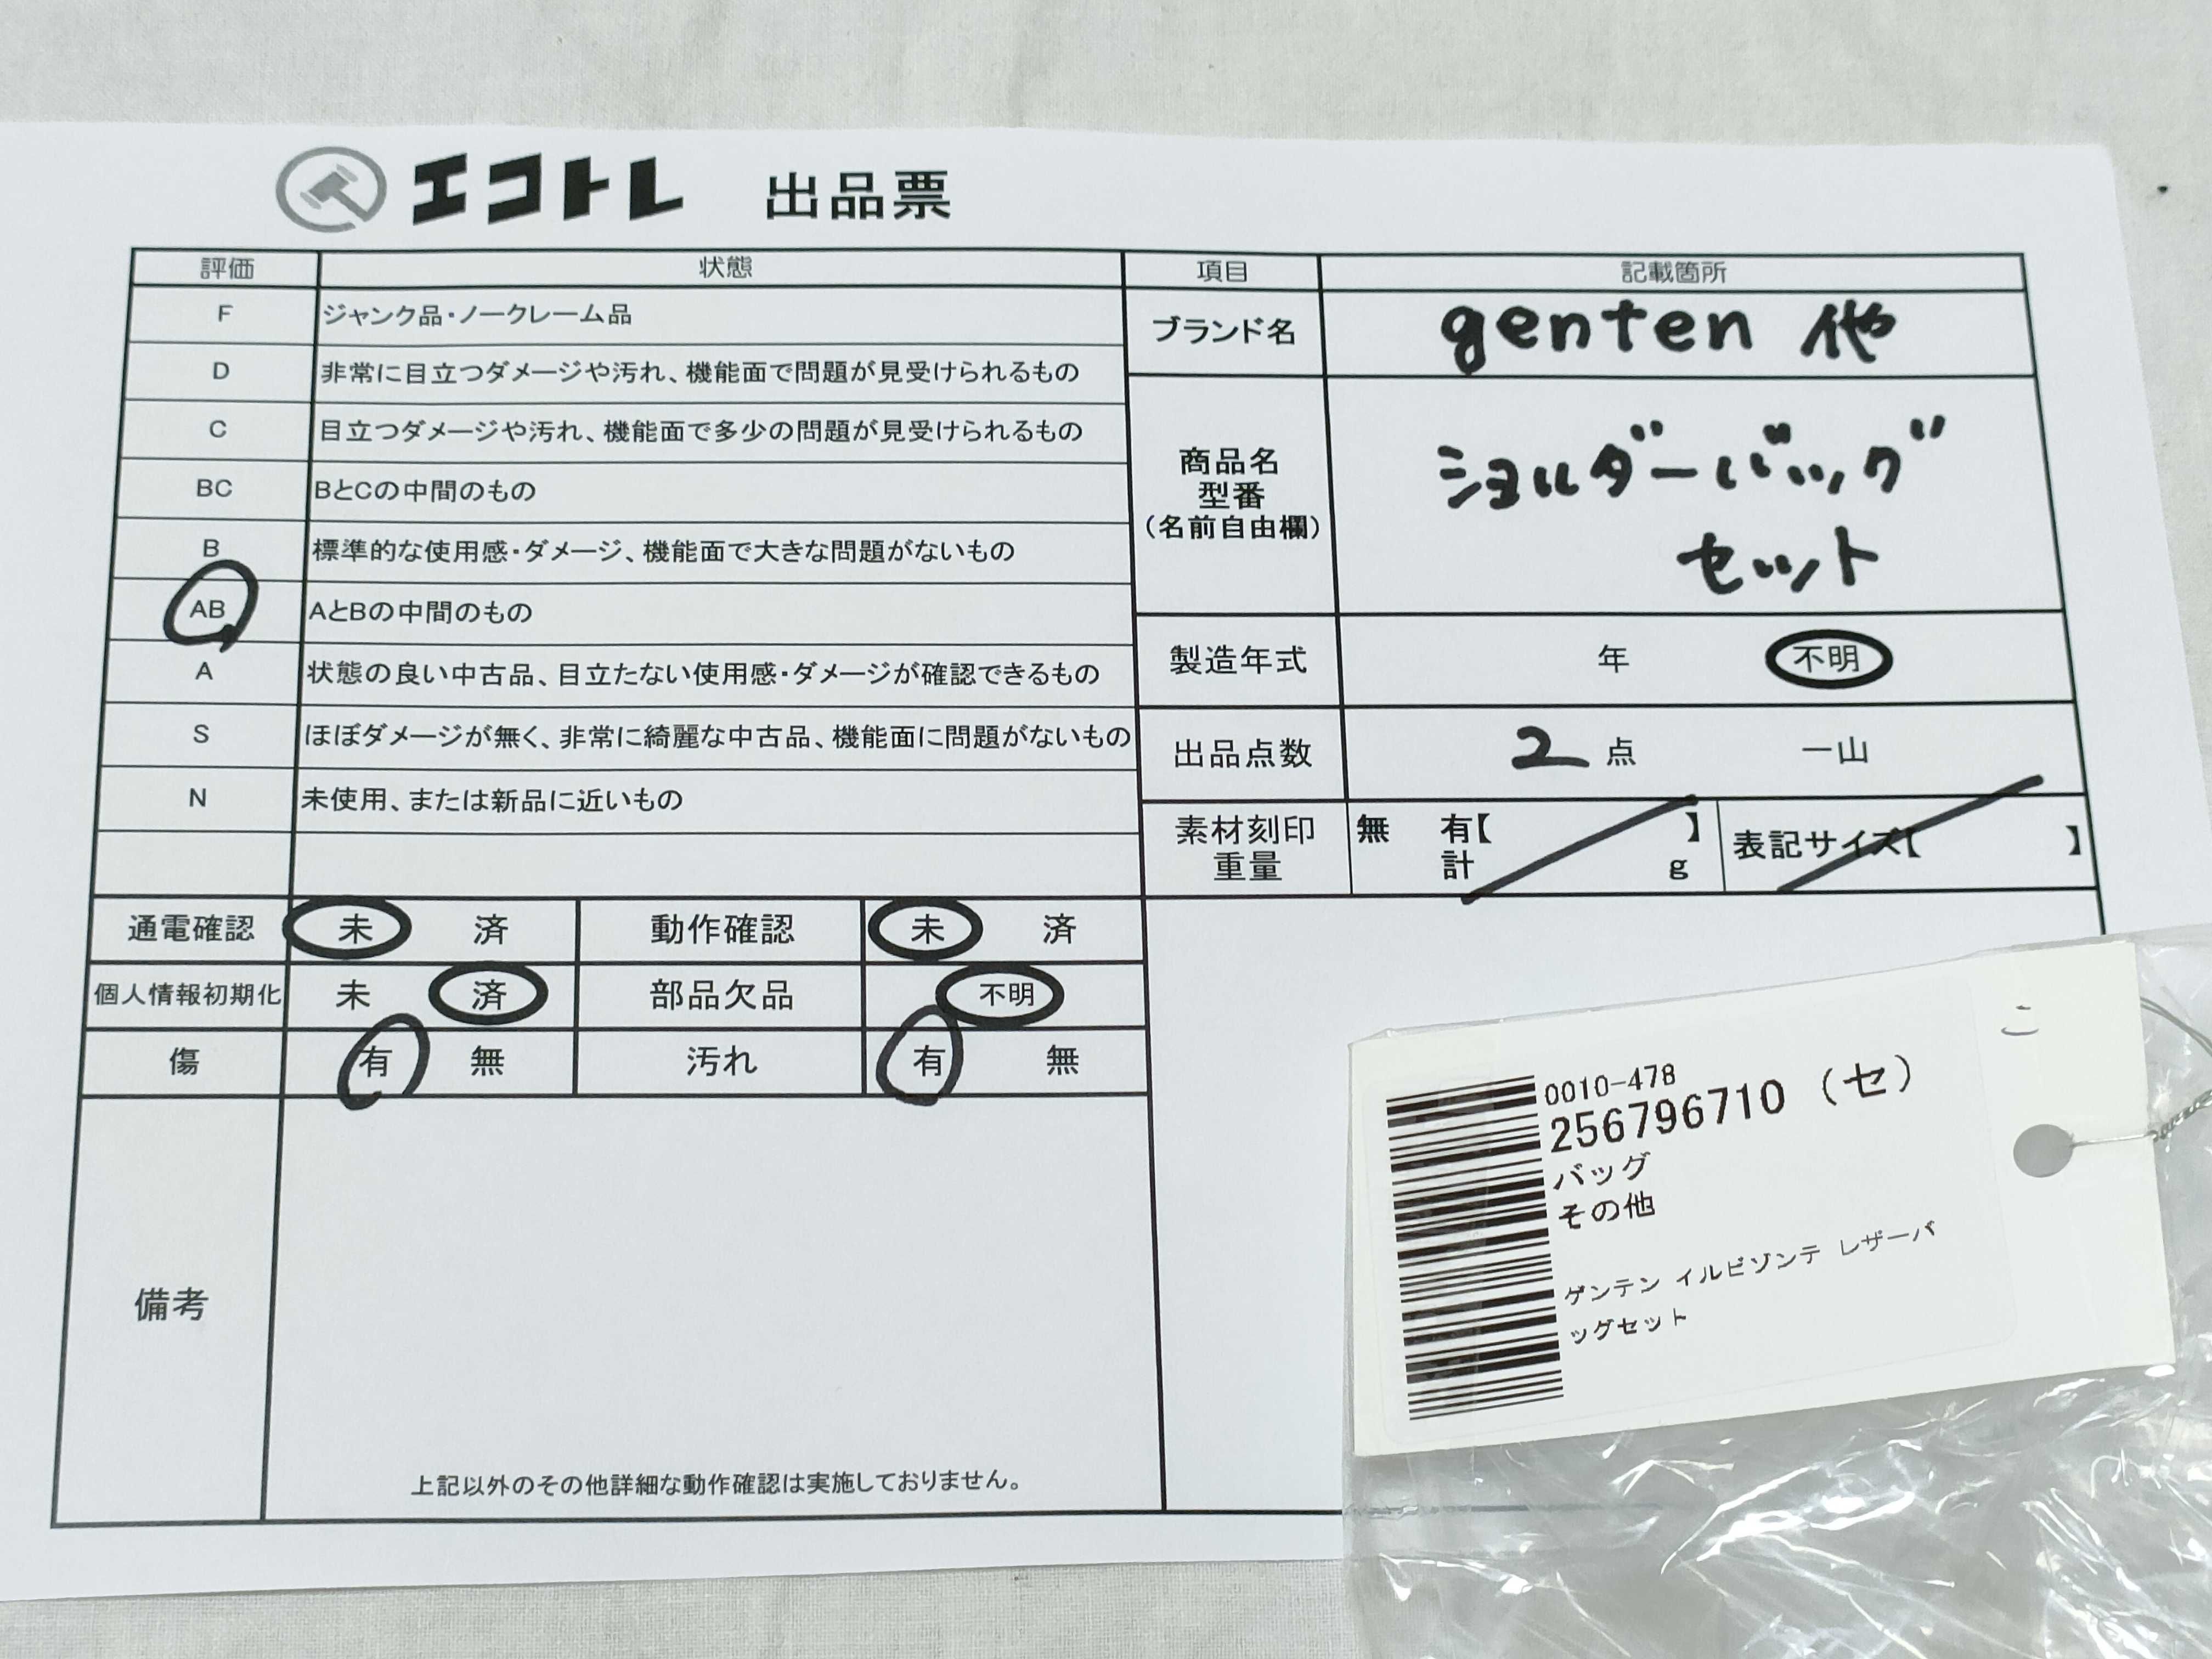 エコトレ 出品票
評価 状態
F ジャンク品・ノークレーム品
D 非常に目立つダメージや汚れ、機能面で問題が見受けられるもの
C 目立つダメージや汚れ、機能面で多少の問題が見受けられるもの
BC BとCの中間のもの
B 標準的な使用感・ダメージ、機能面で大きな問題がないもの
AB AとBの中間のもの
A 状態の良い中古品、目立たない使用感・ダメージが確認できるもの
S ほぼダメージが無く、非常に綺麗な中古品、機能面に問題がないもの
N 未使用、または新品に近いもの
項目 記載箇所
ブランド名 genten 他
商品名
型番
（名前自由欄）
ショルダーバッグ
セット
製造年式 年 不明
出品点数 2 点 一山
素材刻印 無 有【 】
重量 計 g
表記サイズ【 】
通電確認 未 済 動作確認 未 済
個人情報初期化 未 済 部品欠品 不明
傷 有 無 汚れ 有 無
備考
上記以外のその他詳細な動作確認は実施しておりません。
0010-478
256796710 (セ)
バッグ
その他
ゲンテン イルビゾンテ レザーバ
ッグセット